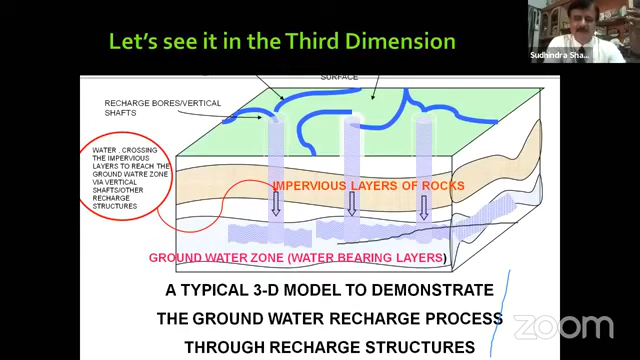 Let's see it in the Third Dimension
Sudhindra Sha...
SURFACE
RECHARGE BORES/VERTICAL
SHAFTS
WATER , CROSSING
THE IMPERVIOUS
LAYERS TO REACH THE
GROUND WATRE ZONE
VIA VERTICAL
SHAFTS/OTHER
RECHARGE
STRUCTURES
IMPERVIOUS LAYERS OF ROCKS
GROUND WATER ZONE (WATER BEARING LAYERS)
A TYPICAL 3-D MODEL TO DEMONSTRATE
THE GROUND WATER RECHARGE PROCESS
THROUGH RECHARGE STRUCTURES
zoom